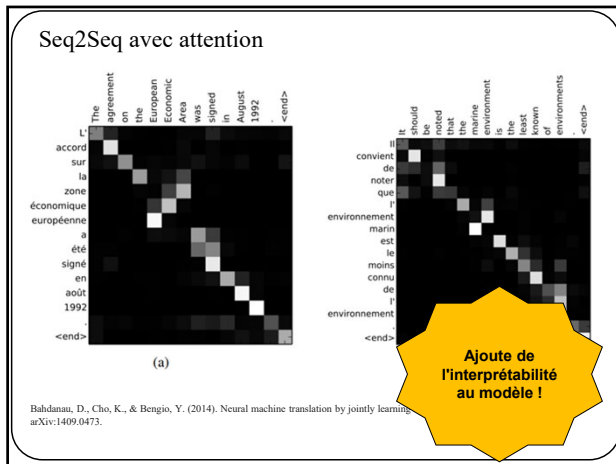 Seq2Seq avec attention
The
agreement
on
the
European
Economic
Area
was
signed
in
August
1992
.
<end>
L'
accord
sur
la
zone
économique
européenne
a
été
signé
en
août
1992
.
<end>
(a)
It
should
be
noted
that
the
marine
environment
is
the
least
known
of
environments
.
<end>
Il
convient
de
noter
que
l'
environnement
marin
est
le
moins
connu
de
l'
environnement
.
<end>
Ajoute de
l'interprétabilité
au modèle !
Bahdanau, D., Cho, K., & Bengio, Y. (2014). Neural machine translation by jointly learning
arXiv:1409.0473.